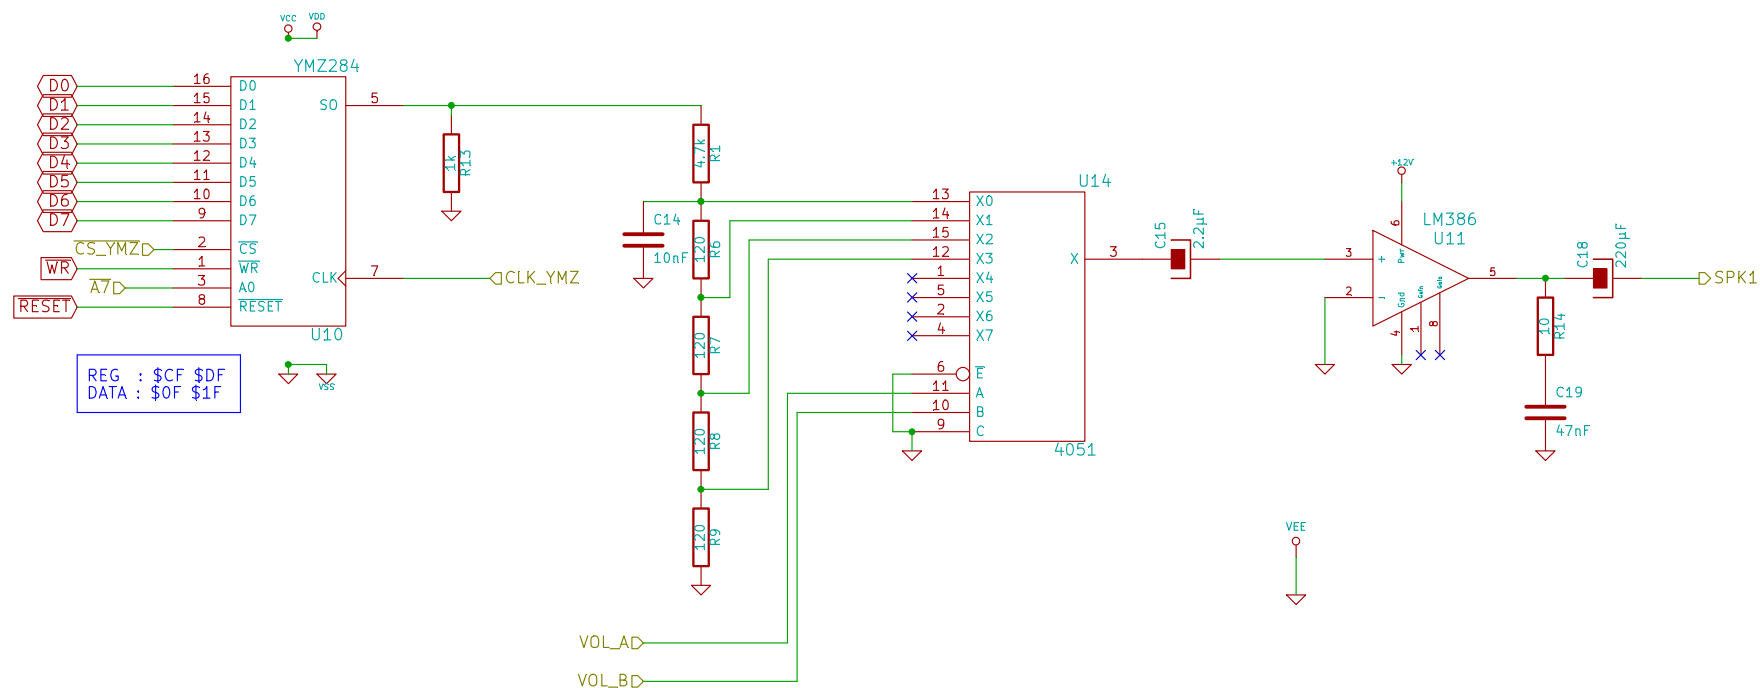 VCC
VDD
YMZ284
D0
16
D0
D1
15
D1
SO
5
D2
14
D2
D3
13
D3
D4
12
D4
D5
11
D5
D6
10
D6
D7
9
D7
CS_YMZ
2
CS
WR
1
WR
CLK
7
CLK_YMZ
A7
3
A0
RESET
8
RESET
U10
VSS
REG : $CF $DF
DATA : $0F $1F
1k
R13
4.7k
R1
C14
10nF
120
R6
120
R7
120
R8
120
R9
U14
13
X0
14
X1
15
X2
12
X3
X
3
1
X4
5
X5
2
X6
4
X7
6
E
11
A
10
B
9
C
4051
VOL_A
VOL_B
C15
2.2µF
+12V
6
LM386
U11
3
+
PWR
2
-
Gnd
Gain
Gain
4
1
8
5
C18
220µF
SPK1
10
R14
C19
47nF
VEE